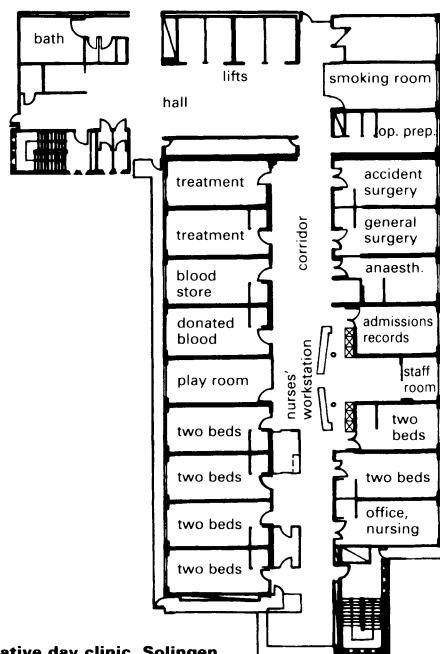 bath
lifts
hall
smoking room
op. prep.
treatment
accident
surgery
treatment
general
surgery
corridor
blood
store
anaesth.
donated
blood
admissions
records
nurses'
workstation
play room
staff
room
two beds
two
beds
two beds
two beds
two beds
office,
nursing
two beds
ative day clinic, Solingen